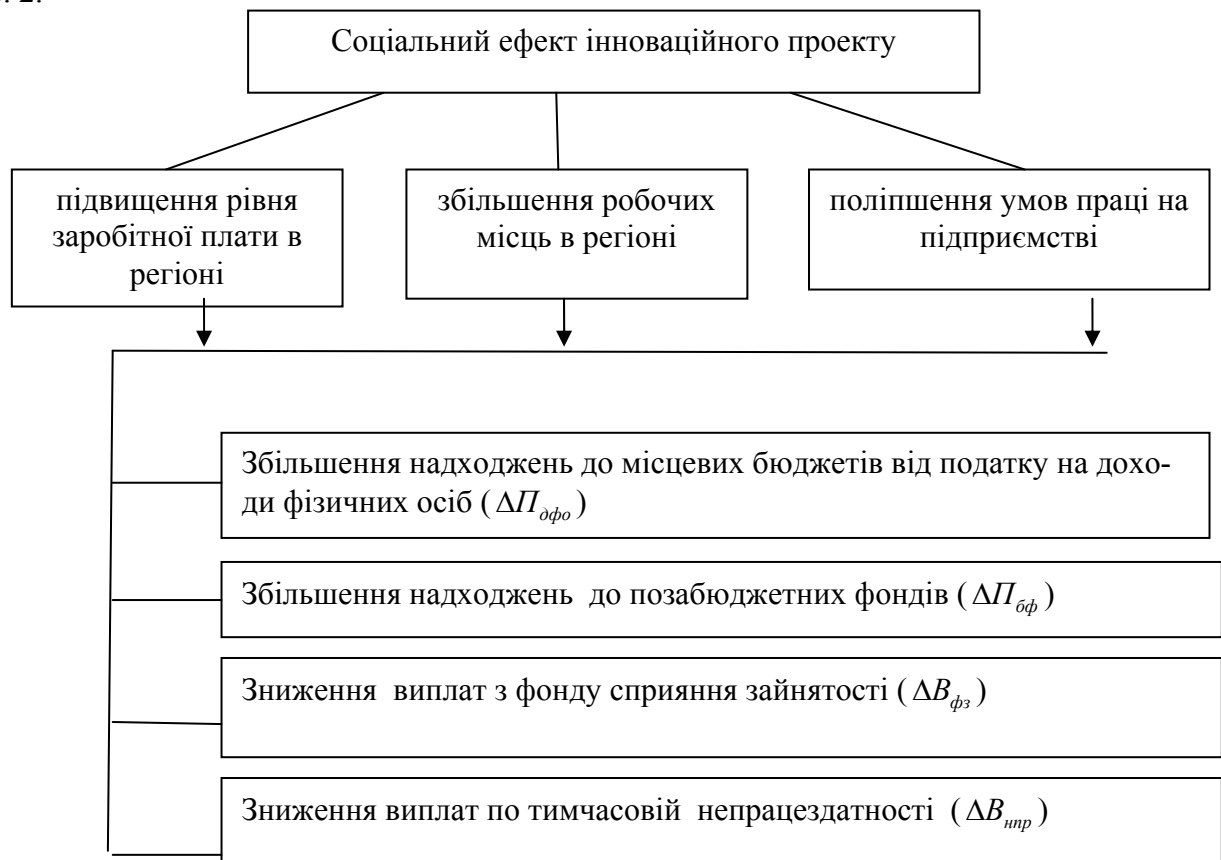 Соціальний ефект інноваційного проекту
підвищення рівня
заробітної плати в
регіоні
збільшення робочих
місць в регіоні
поліпшення умов праці на
підприємстві
Збільшення надходжень до місцевих бюджетів від податку на дохо-
ди фізичних осіб (ΔП_дфо)
Збільшення надходжень до позабюджетних фондів (ΔП_бф)
Зниження виплат з фонду сприяння зайнятості (ΔВ_фз)
Зниження виплат по тимчасовій непрацездатності (ΔВ_нпр)